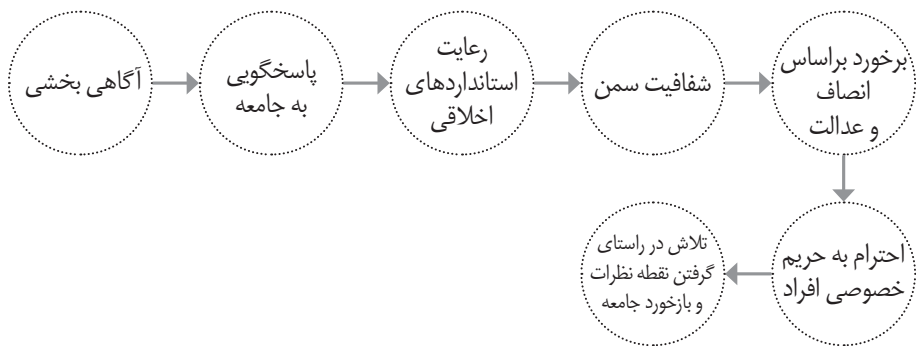 آگاهی بخشی
پاسخگویی
به جامعه
رعایت
استانداردهای
اخلاقی
شفافیت سمن
برخورد براساس
انصاف
و عدالت
احترام به حریم
خصوصی افراد
تلاش در راستای
گرفتن نقطه نظرات
و بازخورد جامعه